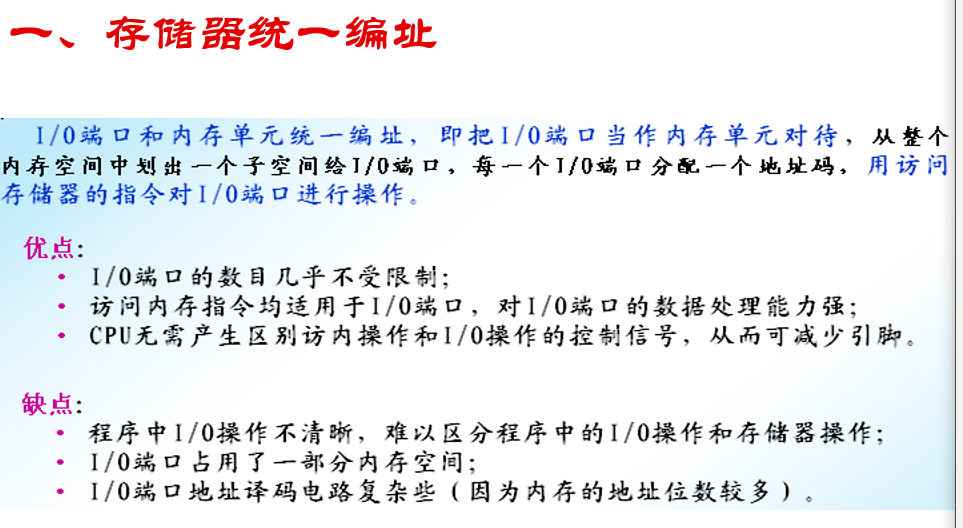 一、存储器统一编址
I/O端口和内存单元统一编址，即把I/O端口当作内存单元对待，从整个
内存空间中划出一个子空间给I/O端口，每一个I/O端口分配一个地址码，用访问
存储器的指令对I/O端口进行操作。
优点：
• I/O端口的数目几乎不受限制；
• 访问内存指令均适用于I/O端口，对I/O端口的数据处理能力强；
• CPU无需产生区别访内操作和I/O操作的控制信号，从而可减少引脚。
缺点：
• 程序中I/O操作不清晰，难以区分程序中的I/O操作和存储器操作；
• I/O端口占用了一部分内存空间；
• I/O端口地址译码电路复杂些（因为内存的地址位数较多）。